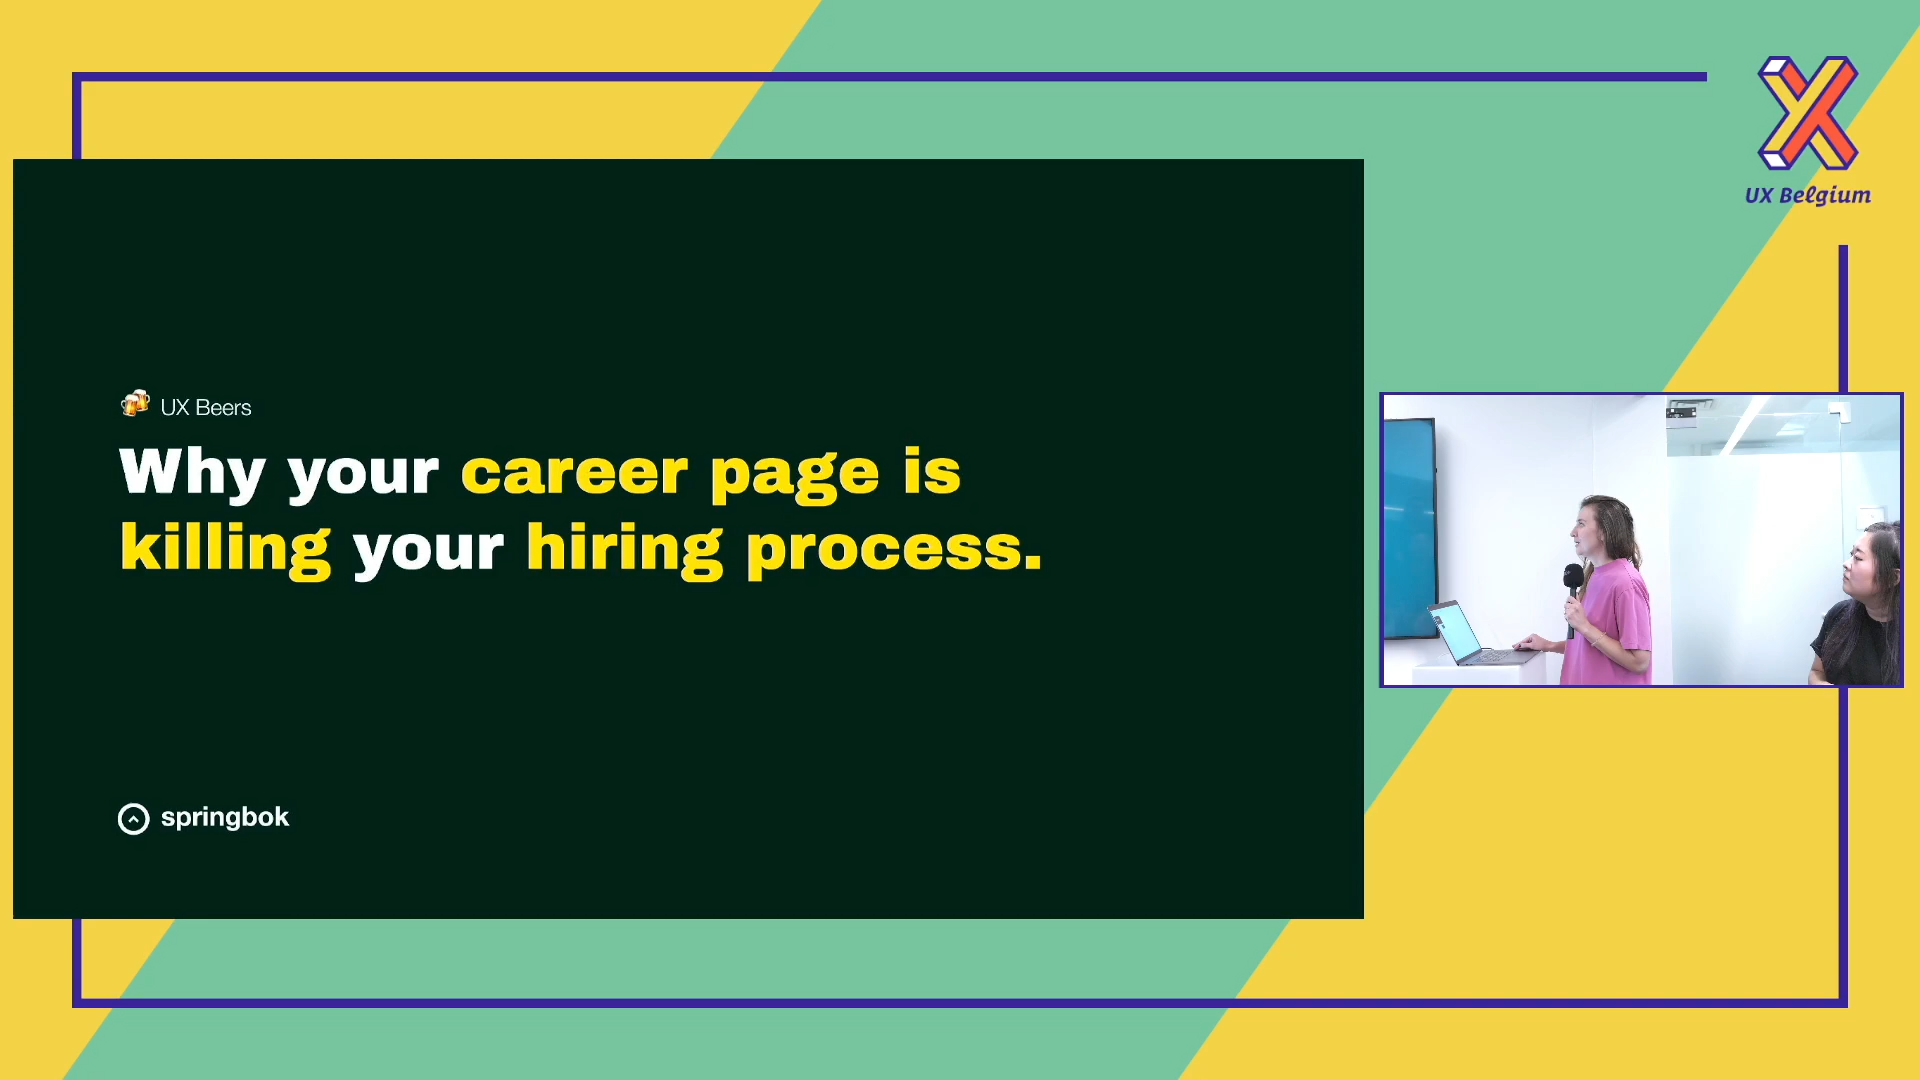 UX Belgium
UX Beers
Why your career page is
killing your hiring process.
springbok